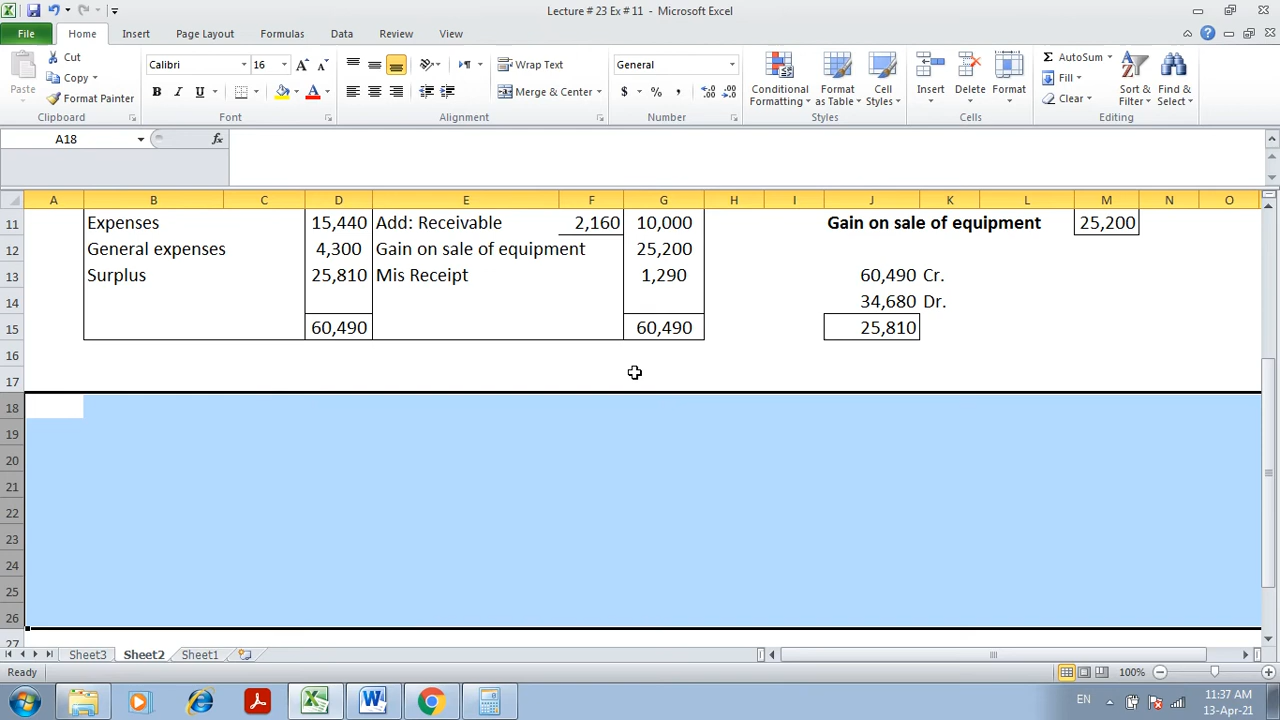 Lecture # 23 Ex # 11 - Microsoft Excel
File Home Insert Page Layout Formulas Data Review View
Paste
Cut
Copy
Format Painter
Clipboard
Calibri 16
B I U A
Font
Wrap Text
Merge & Center
Alignment
General
$ % ,
Number
Conditional Formatting
Format as Table
Cell Styles
Styles
Insert
Delete
Format
Cells
Σ AutoSum
Fill
Clear
Sort & Filter
Find & Select
Editing
A18 fx
A B C D E F G H I J K L M N O
11 Expenses 15,440 Add: Receivable 2,160 10,000 Gain on sale of equipment 25,200
12 General expenses 4,300 Gain on sale of equipment 25,200
13 Surplus 25,810 Mis Receipt 1,290 60,490 Cr.
14 34,680 Dr.
15 60,490 60,490 25,810
16
17
18
19
20
21
22
23
24
25
26
27
Sheet3 Sheet2 Sheet1
Ready 100%
EN 11:37 AM
13-Apr-21